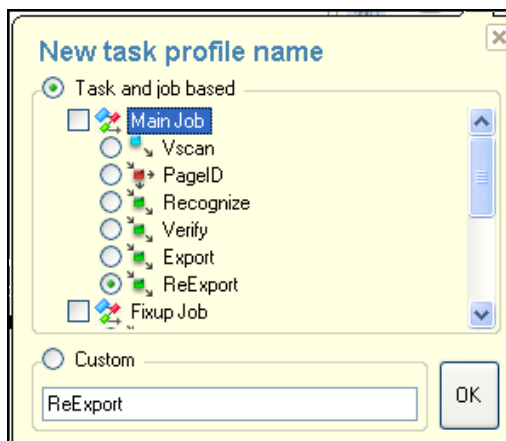 New task profile name
Task and job based
Main Job
Vscan
PageID
Recognize
Verify
Export
ReExport
Fixup Job
Custom
ReExport
OK